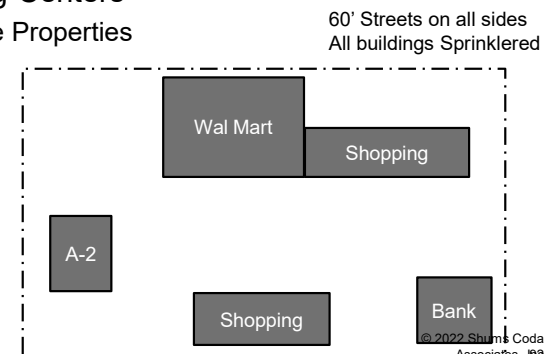 g Centers
e Properties
60’ Streets on all sides
All buildings Sprinklered
Wal Mart
Shopping
A-2
Shopping
Bank
© 2022 Shums Coda